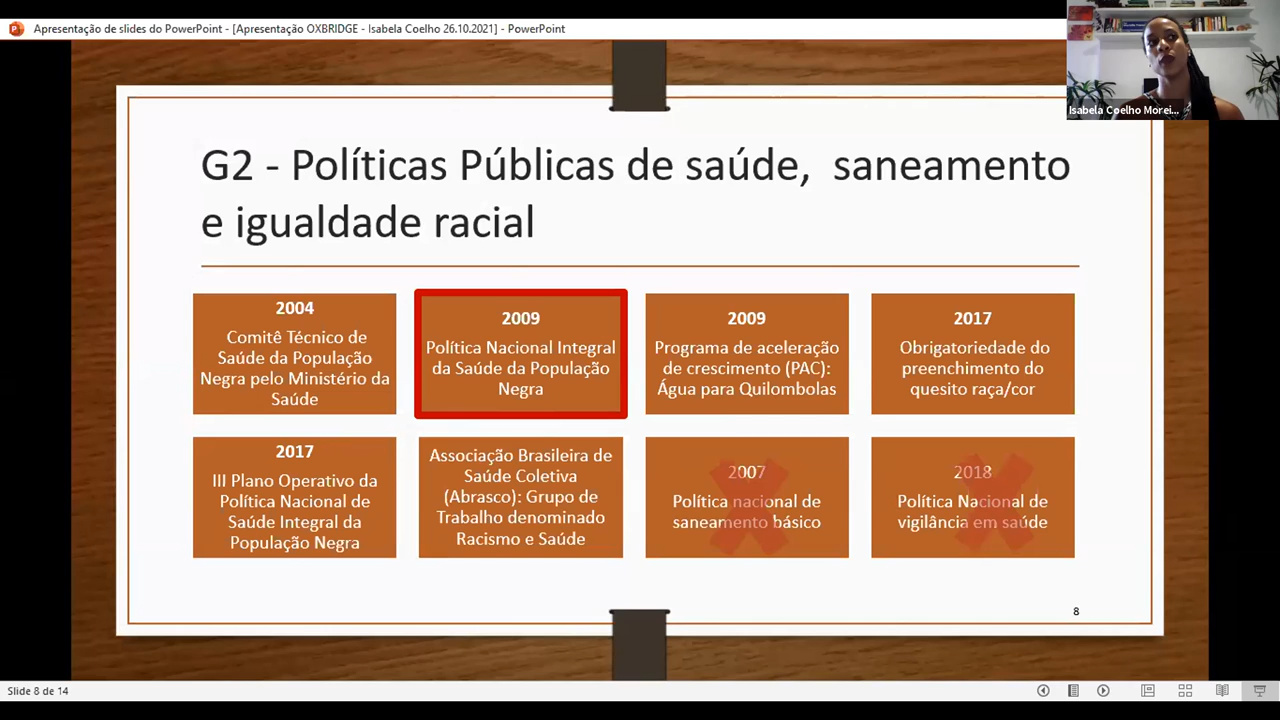 Apresentação de slides do PowerPoint - [Apresentação OXBRIDGE - Isabela Coelho 26.10.2021] - PowerPoint
Isabela Coelho Morei...
G2 - Políticas Públicas de saúde, saneamento
e igualdade racial
2004
Comitê Técnico de
Saúde da População
Negra pelo Ministério da
Saúde
2009
Política Nacional Integral
da Saúde da População
Negra
2009
Programa de aceleração
de crescimento (PAC):
Água para Quilombolas
2017
Obrigatoriedade do
preenchimento do
quesito raça/cor
2017
III Plano Operativo da
Política Nacional de
Saúde Integral da
População Negra
Associação Brasileira de
Saúde Coletiva
(Abrasco): Grupo de
Trabalho denominado
Racismo e Saúde
2007
Política nacional de
saneamento básico
2018
Política Nacional de
vigilância em saúde
8
Slide 8 de 14